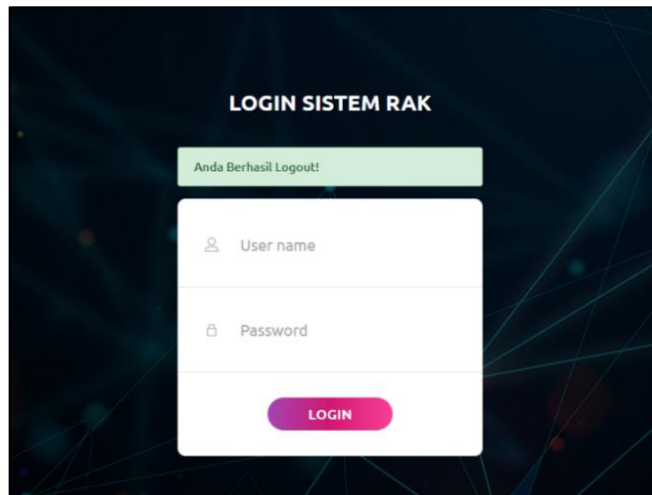 LOGIN SISTEM RAK
Anda Berhasil Logout!
User name
Password
LOGIN